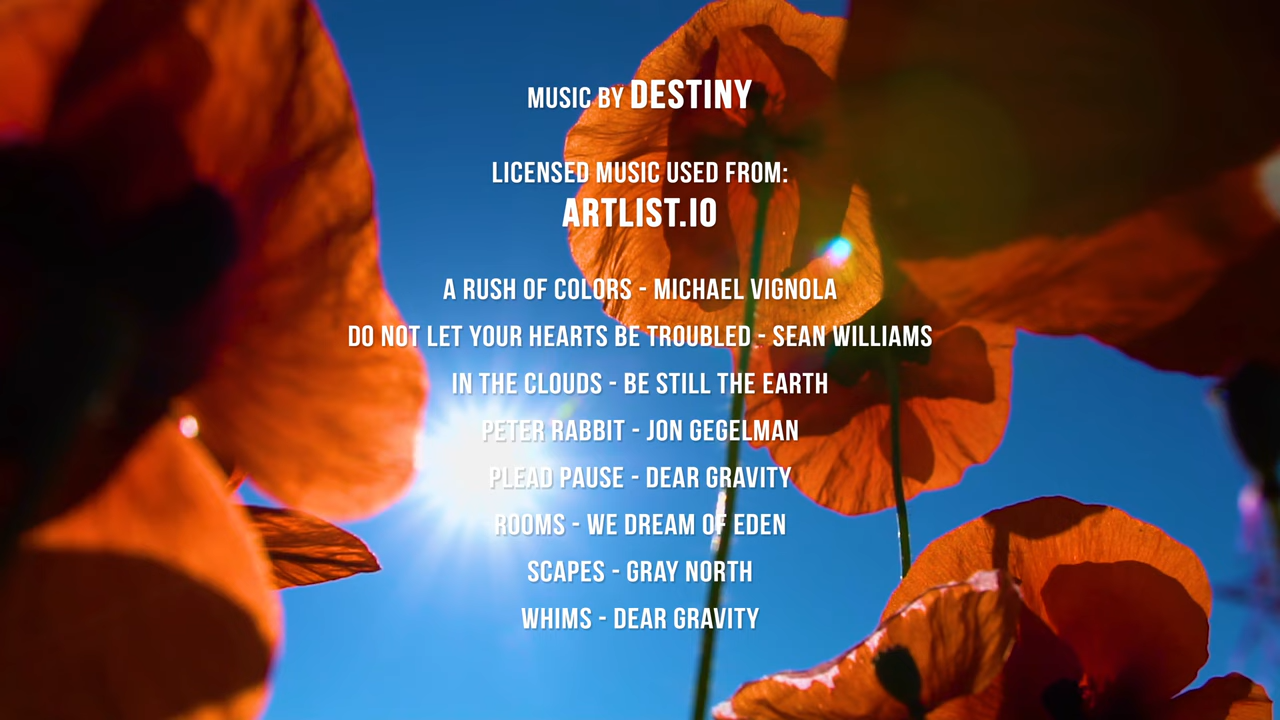 MUSIC BY DESTINY
LICENSED MUSIC USED FROM:
ARTLIST.IO
A RUSH OF COLORS - MICHAEL VIGNOLA
DO NOT LET YOUR HEARTS BE TROUBLED - SEAN WILLIAMS
IN THE CLOUDS - BE STILL THE EARTH
PETER RABBIT - JON GEGELMAN
PLEAD PAUSE - DEAR GRAVITY
ROOMS - WE DREAM OF EDEN
SCAPES - GRAY NORTH
WHIMS - DEAR GRAVITY